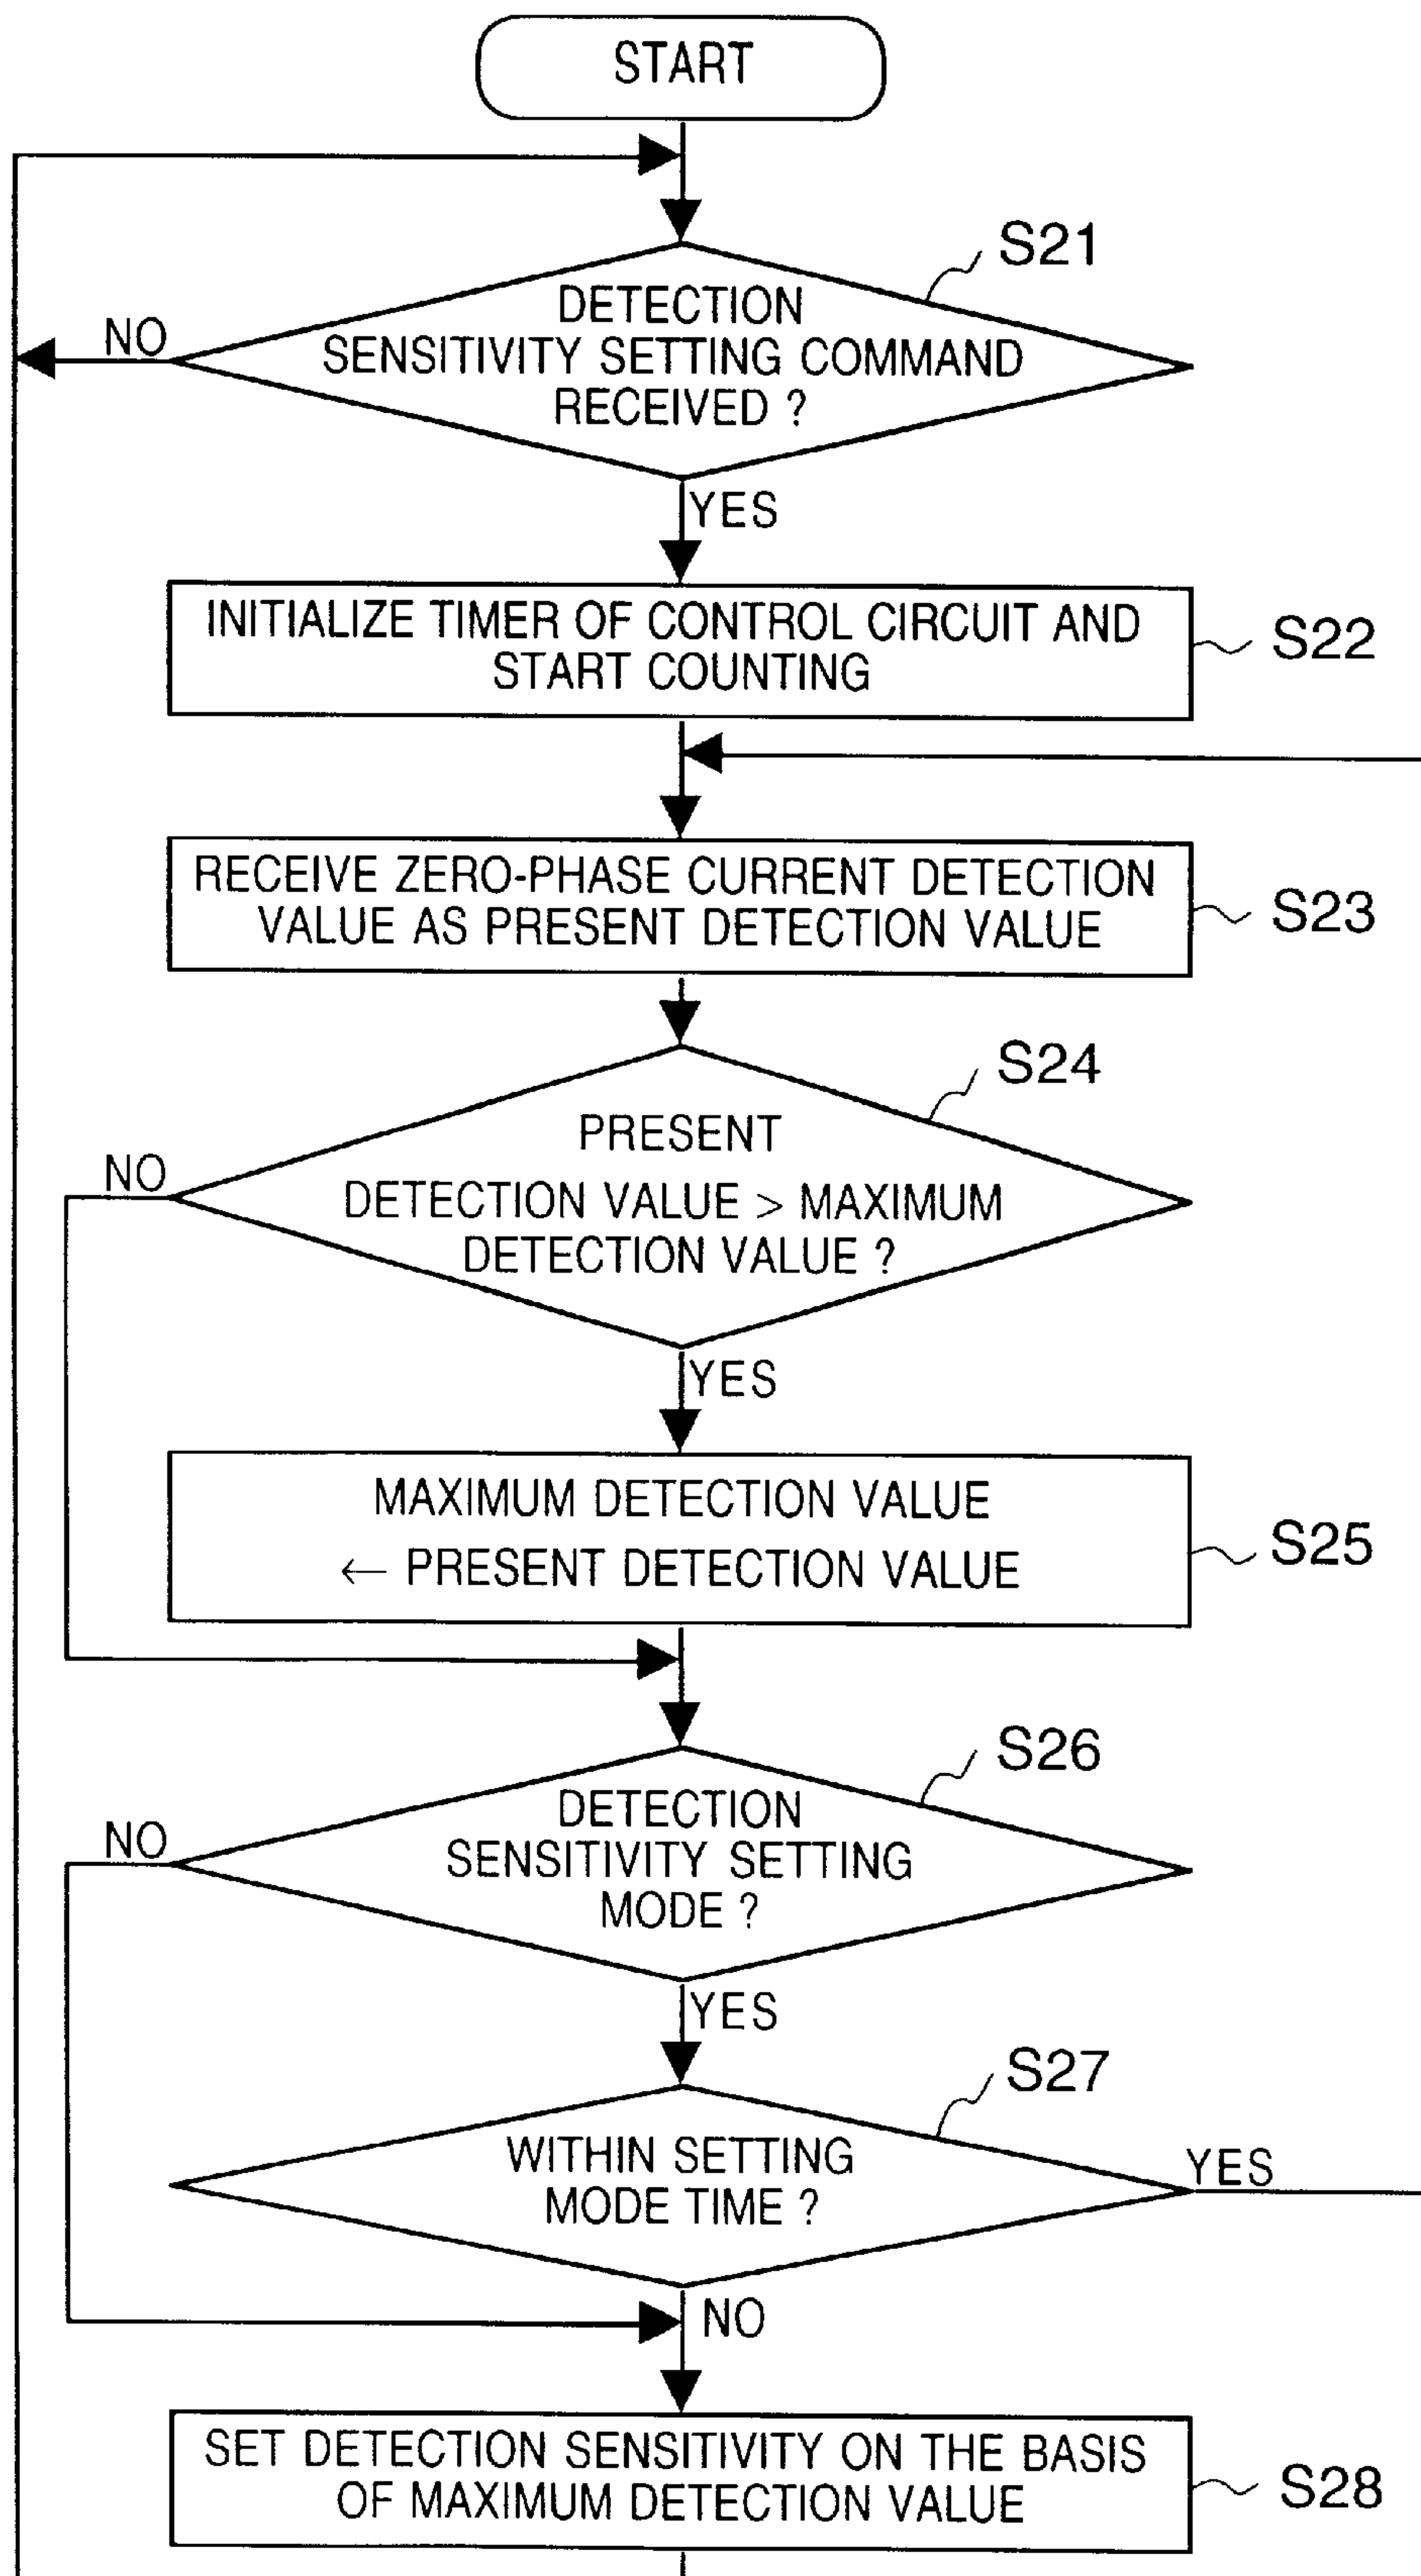 START
S21
DETECTION
SENSITIVITY SETTING COMMAND
RECEIVED ?
NO
YES
INITIALIZE TIMER OF CONTROL CIRCUIT AND
START COUNTING
S22
RECEIVE ZERO-PHASE CURRENT DETECTION
VALUE AS PRESENT DETECTION VALUE
S23
S24
PRESENT
DETECTION VALUE > MAXIMUM
DETECTION VALUE ?
NO
YES
MAXIMUM DETECTION VALUE
← PRESENT DETECTION VALUE
S25
S26
DETECTION
SENSITIVITY SETTING
MODE ?
NO
YES
S27
WITHIN SETTING
MODE TIME ?
YES
NO
SET DETECTION SENSITIVITY ON THE BASIS
OF MAXIMUM DETECTION VALUE
S28